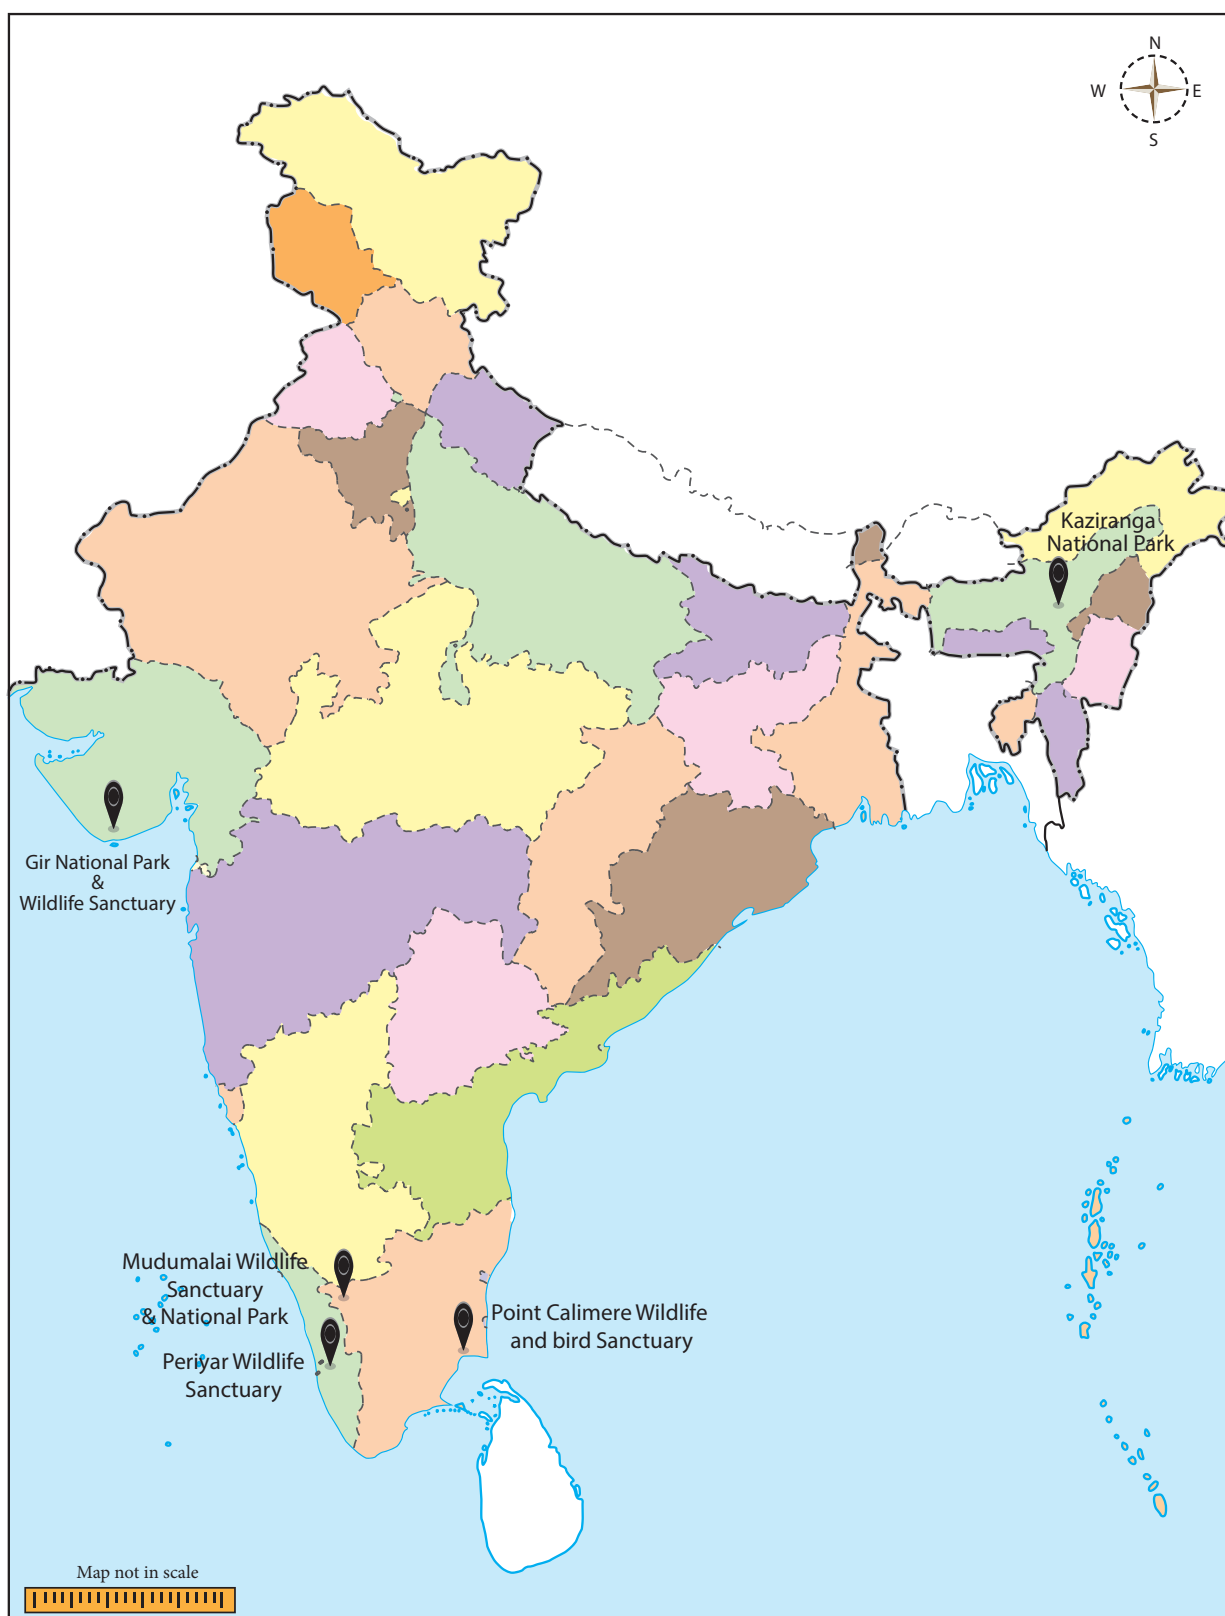 N
W E
S
Kaziranga
National Park
Gir National Park
&
Wildlife Sanctuary
Mudumalai Wildlife
Sanctuary
& National Park
Point Calimere Wildlife
and bird Sanctuary
Periyar Wildlife
Sanctuary
Map not in scale